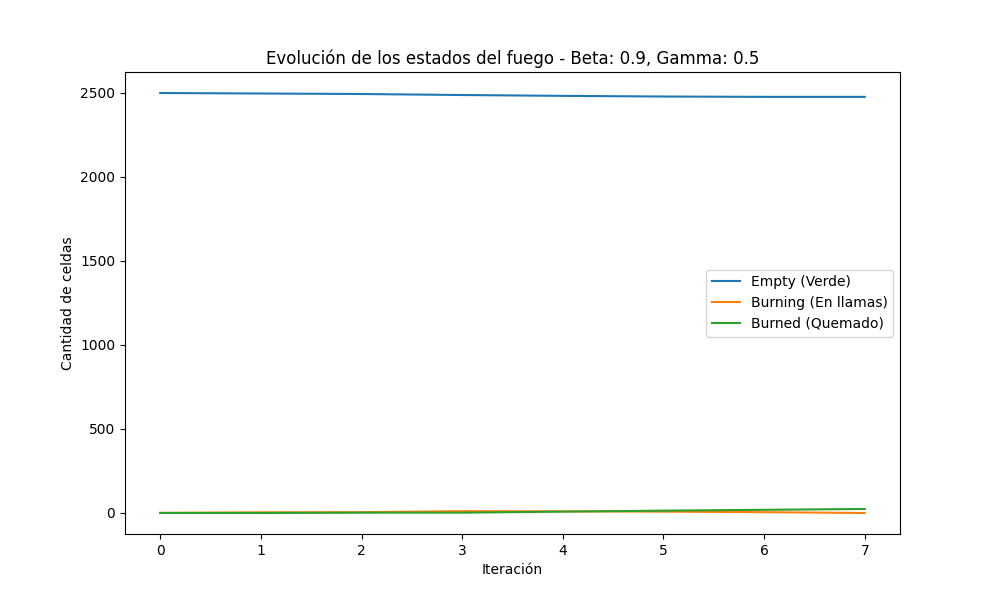 Evolución de los estados del fuego - Beta: 0.9, Gamma: 0.5
2500
2000
1500
1000
500
0
Cantidad de celdas
Empty (Verde)
Burning (En llamas)
Burned (Quemado)
0 1 2 3 4 5 6 7
Iteración